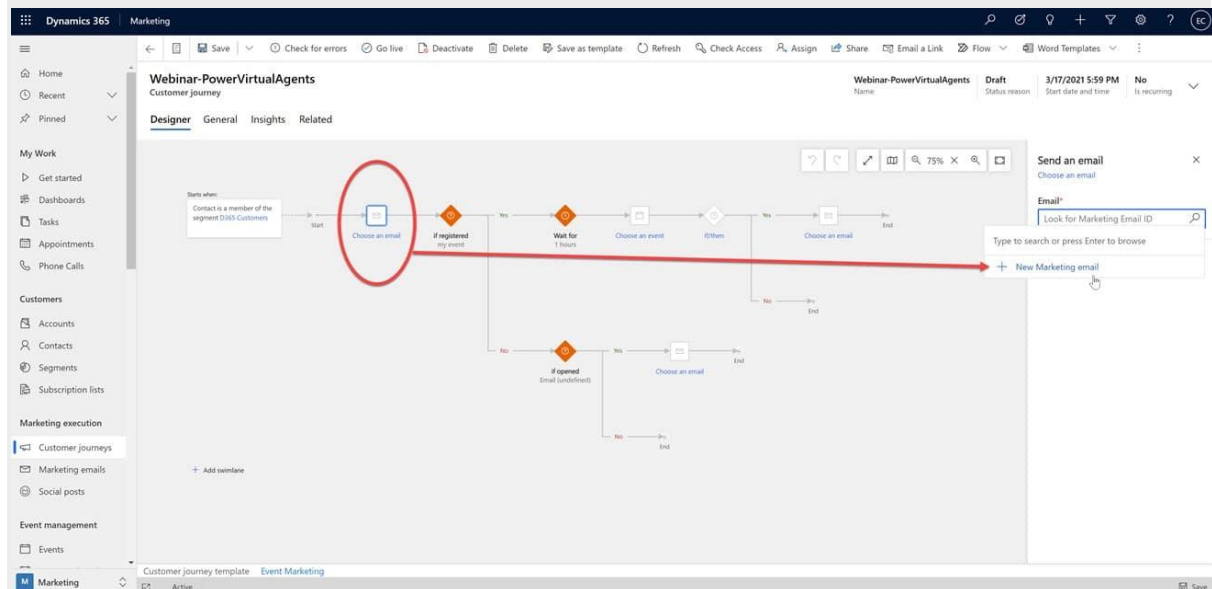 Dynamics 365 Marketing EC
Save Check for errors Go live Deactivate Delete Save as template Refresh Check Access Assign Share Email a Link Flow Word Templates
Home
Recent
Pinned
My Work
Get started
Dashboards
Tasks
Appointments
Phone Calls
Customers
Accounts
Contacts
Segments
Subscription lists
Marketing execution
Customer journeys
Marketing emails
Social posts
Event management
Events
M Marketing
Webinar-PowerVirtualAgents
Customer journey
Webinar-PowerVirtualAgents Draft 3/17/2021 5:59 PM No
Name Status reason Start date and time Is recurring
Designer General Insights Related
75%
Starts when:
Contact is a member of the
segment D365 Customers
Start
Choose an email
if registered
my event
Yes
Wait for
1 hours
Choose an event
If/then
Yes
Choose an email
End
No
End
No
if opened
Email (undefined)
Yes
Choose an email
End
No
End
+ Add swimlane
Send an email
Choose an email
Email*
Look for Marketing Email ID
Type to search or press Enter to browse
+ New Marketing email
Customer journey template Event Marketing
Active Save